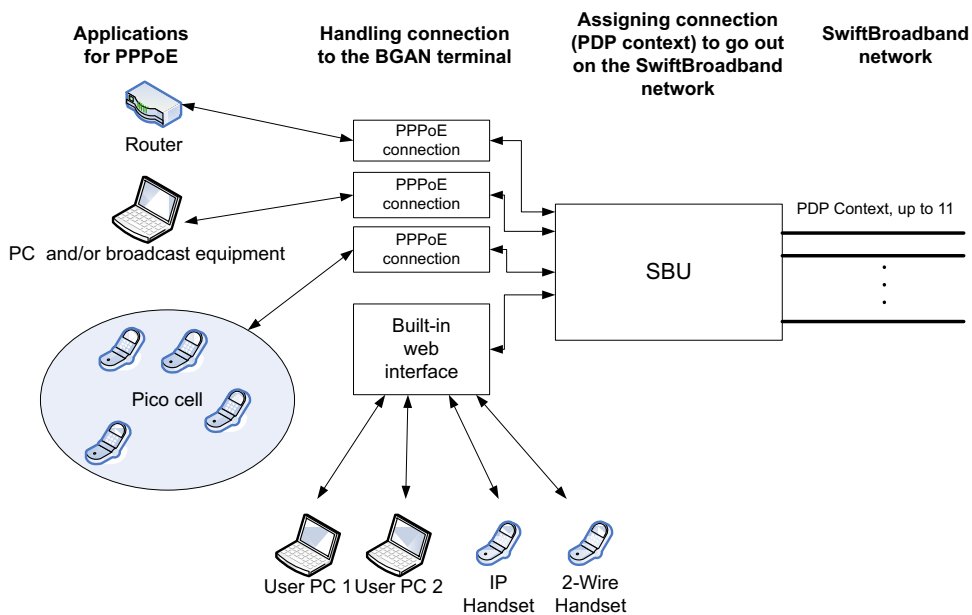 Applications
for PPPoE
Handling connection
to the BGAN terminal
Assigning connection
(PDP context) to go out
on the SwiftBroadband
network
SwiftBroadband
network
Router
PPPoE
connection
PPPoE
connection
PC  and/or broadcast equipment
PPPoE
connection
SBU
PDP Context, up to 11
Built-in
web
interface
Pico cell
User PC 1
User PC 2
IP
Handset
2-Wire
Handset